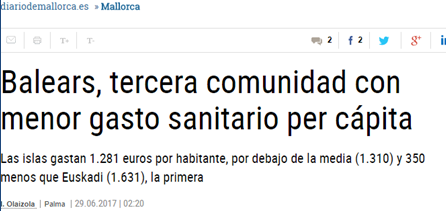 diariodemallorca.es » Mallorca
T+ T- 2 f 2 g+ in
Balears, tercera comunidad con
menor gasto sanitario per cápita
Las islas gastan 1.281 euros por habitante, por debajo de la media (1.310) y 350
menos que Euskadi (1.631), la primera
I. Olaizola | Palma | 29.06.2017 | 02:20